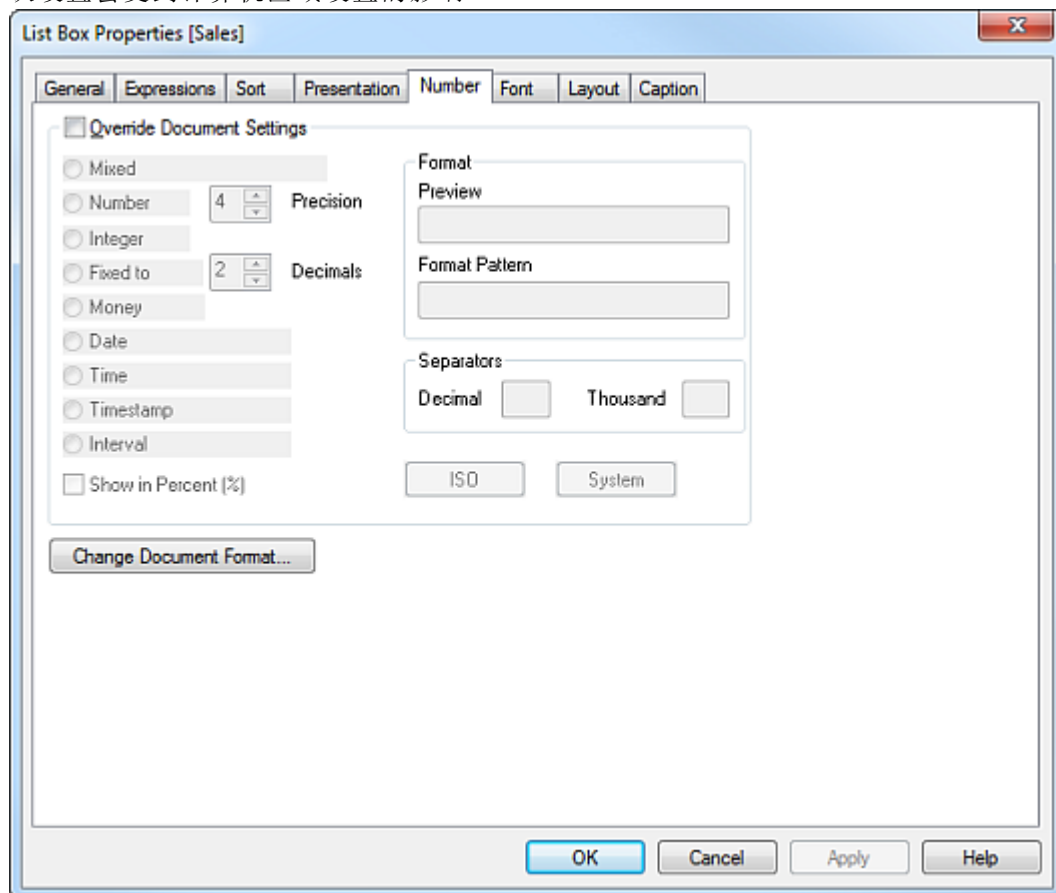 List Box Properties [Sales]
General Expressions Sort Presentation Number Font Layout Caption
Override Document Settings
Mixed
Number 4 Precision
Integer
Fixed to 2 Decimals
Money
Date
Time
Timestamp
Interval
Show in Percent (%)
Format
Preview
Format Pattern
Separators
Decimal Thousand
ISO System
Change Document Format...
OK Cancel Apply Help